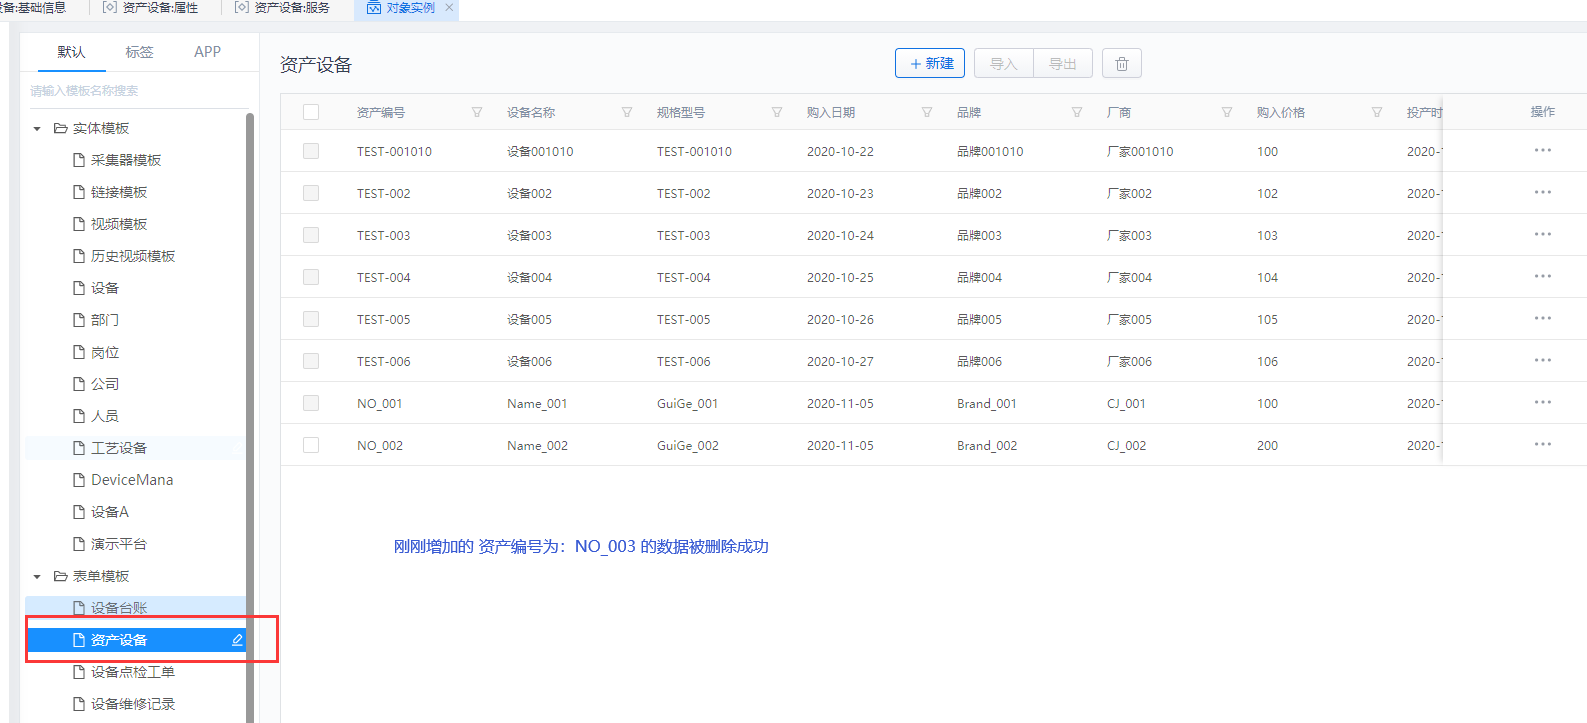 设备:基础信息 资产设备:属性 资产设备:服务 对象实例
默认 标签 APP
请输入模板名称搜索
实体模板
采集器模板
链接模板
视频模板
历史视频模板
设备
部门
岗位
公司
人员
工艺设备
DeviceMana
设备A
演示平台
表单模板
设备台账
资产设备
设备点检工单
设备维修记录
资产设备
+ 新建 导入 导出
资产编号 设备名称 规格型号 购入日期 品牌 厂商 购入价格 投产时 操作
TEST-001010 设备001010 TEST-001010 2020-10-22 品牌001010 厂家001010 100 2020- ···
TEST-002 设备002 TEST-002 2020-10-23 品牌002 厂家002 102 2020- ···
TEST-003 设备003 TEST-003 2020-10-24 品牌003 厂家003 103 2020- ···
TEST-004 设备004 TEST-004 2020-10-25 品牌004 厂家004 104 2020- ···
TEST-005 设备005 TEST-005 2020-10-26 品牌005 厂家005 105 2020- ···
TEST-006 设备006 TEST-006 2020-10-27 品牌006 厂家006 106 2020- ···
NO_001 Name_001 GuiGe_001 2020-11-05 Brand_001 CJ_001 100 2020- ···
NO_002 Name_002 GuiGe_002 2020-11-05 Brand_002 CJ_002 200 2020- ···
刚刚增加的 资产编号为：NO_003 的数据被删除成功